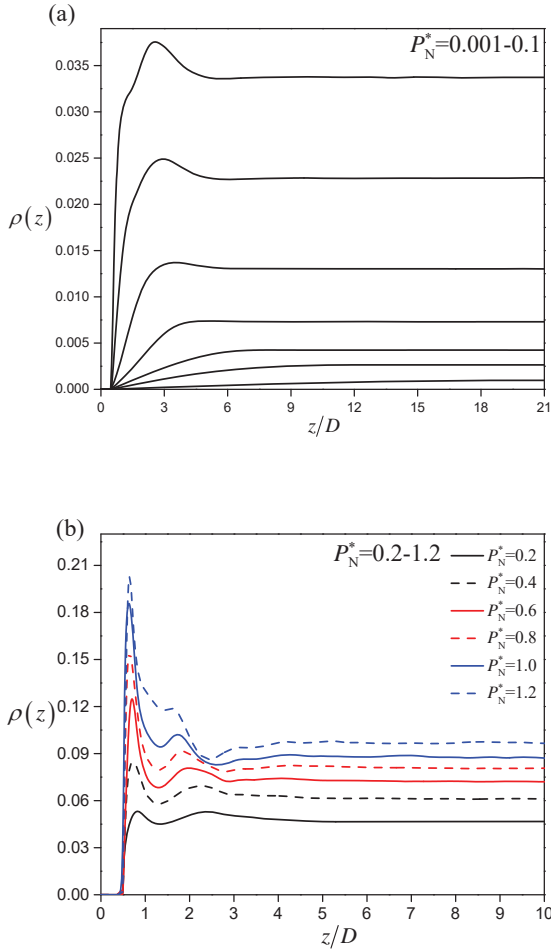 (a)
P*N=0.001-0.1
0.035
0.030
0.025
0.020
0.015
0.010
0.005
0.000
ρ(z)
0 3 6 9 12 15 18 21
z/D
(b)
P*N=0.2-1.2
0.21
0.18
0.15
0.12
0.09
0.06
0.03
0.00
ρ(z)
P*N=0.2
P*N=0.4
P*N=0.6
P*N=0.8
P*N=1.0
P*N=1.2
0 1 2 3 4 5 6 7 8 9 10
z/D